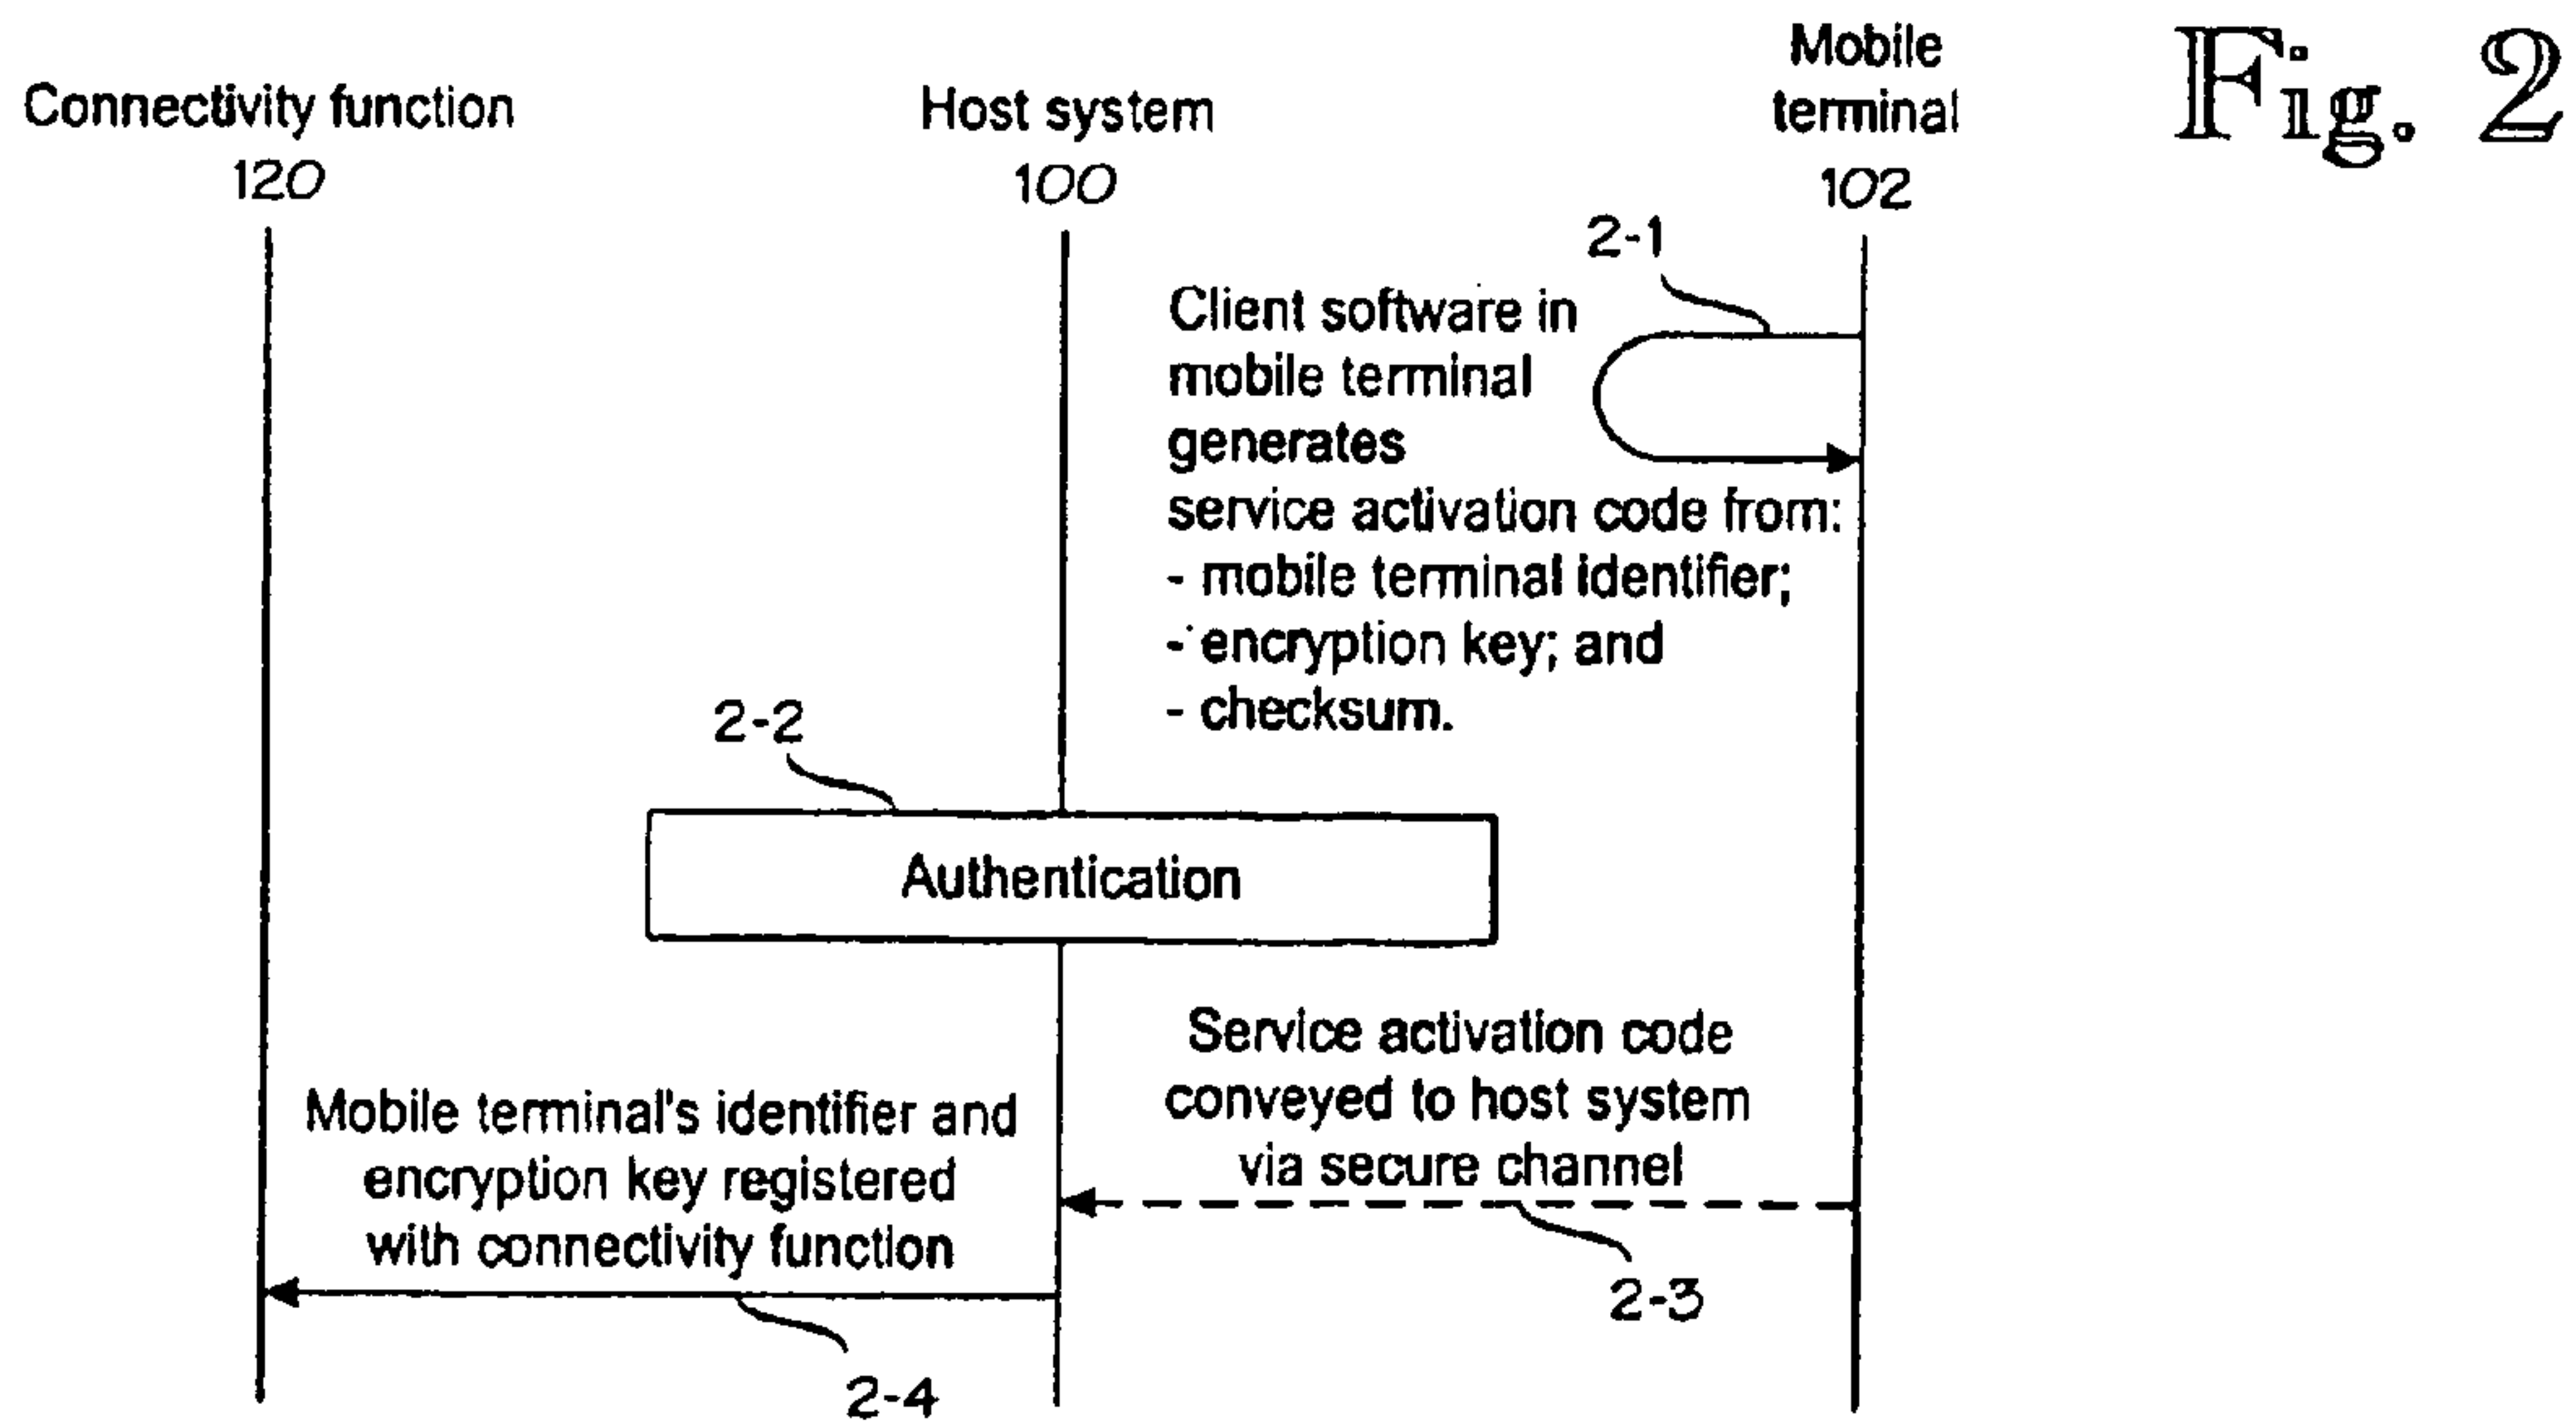 Fig. 2
Connectivity function
120
Host system
100
Mobile
terminal
102
2-1
Client software in
mobile terminal
generates
service activation code from:
- mobile terminal identifier;
- encryption key; and
- checksum.
2-2
Authentication
Service activation code
conveyed to host system
via secure channel
2-3
Mobile terminal's identifier and
encryption key registered
with connectivity function
2-4